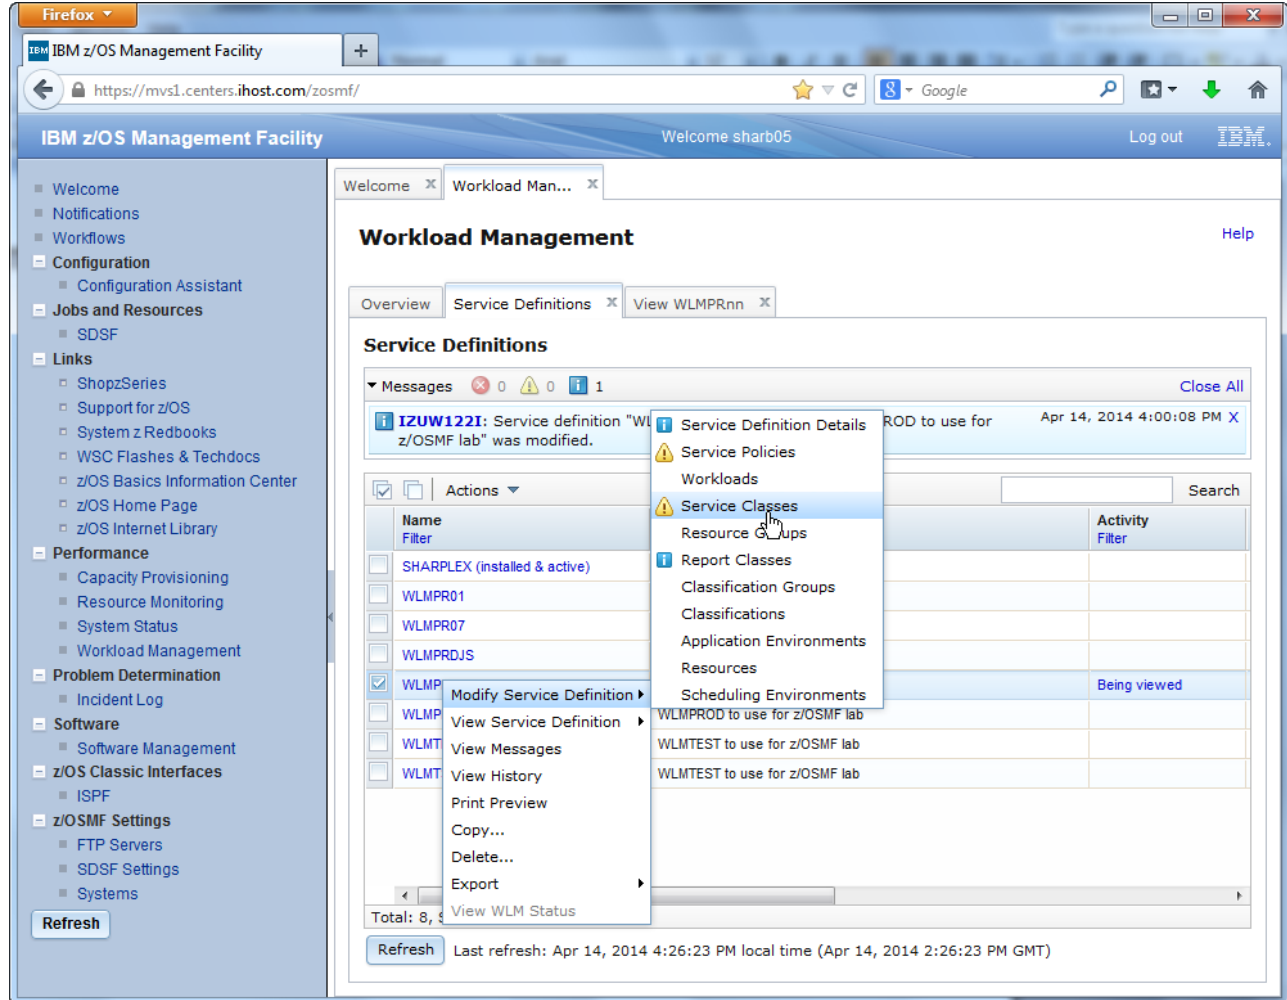 Firefox
IBM z/OS Management Facility
https://mvs1.centers.ihost.com/zosmf/
Google
IBM z/OS Management Facility
Welcome sharb05
Log out
IBM.
Welcome
Notifications
Workflows
Configuration
Configuration Assistant
Jobs and Resources
SDSF
Links
ShopzSeries
Support for z/OS
System z Redbooks
WSC Flashes & Techdocs
z/OS Basics Information Center
z/OS Home Page
z/OS Internet Library
Performance
Capacity Provisioning
Resource Monitoring
System Status
Workload Management
Problem Determination
Incident Log
Software
Software Management
z/OS Classic Interfaces
ISPF
z/OSMF Settings
FTP Servers
SDSF Settings
Systems
Refresh
Welcome X
Workload Man... X
Workload Management
Help
Overview
Service Definitions X
View WLMPRnn X
Service Definitions
Messages 0 0 1
Close All
IZUW122I: Service definition "WL
ROD to use for
z/OSMF lab" was modified.
Apr 14, 2014 4:00:08 PM X
Actions
Search
Name
Filter
Activity
Filter
SHARPLEX (installed & active)
WLMPR01
WLMPR07
WLMPRDJS
WLMP
Being viewed
WLMP
WLMPROD to use for z/OSMF lab
WLMT
WLMTEST to use for z/OSMF lab
WLMT
WLMTEST to use for z/OSMF lab
Modify Service Definition
View Service Definition
View Messages
View History
Print Preview
Copy...
Delete...
Export
View WLM Status
Service Definition Details
Service Policies
Workloads
Service Classes
Resource Groups
Report Classes
Classification Groups
Classifications
Application Environments
Resources
Scheduling Environments
Total: 8, S
Refresh
Last refresh: Apr 14, 2014 4:26:23 PM local time (Apr 14, 2014 2:26:23 PM GMT)